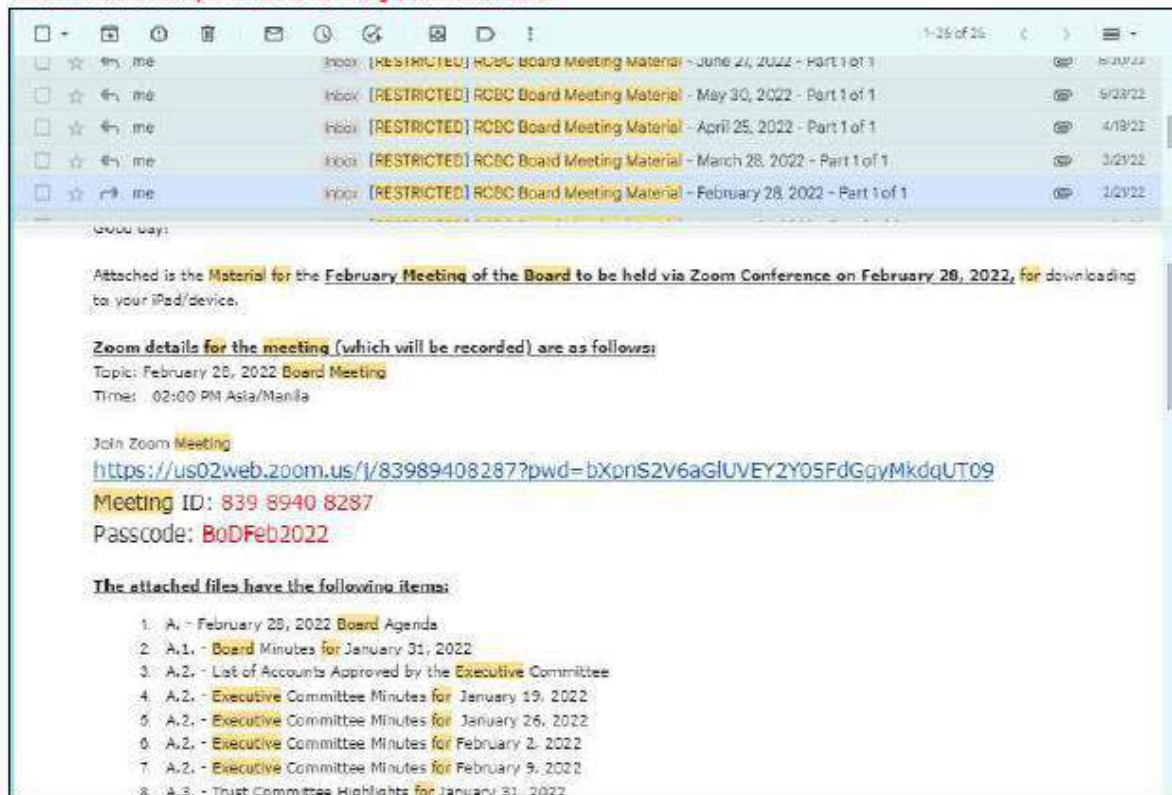 1-25 of 25
me Inbox [RESTRICTED] RCBC Board Meeting Material - June 27, 2022 - Part 1 of 1 6/20/22
me Inbox [RESTRICTED] RCBC Board Meeting Material - May 30, 2022 - Part 1 of 1 5/23/22
me Inbox [RESTRICTED] RCBC Board Meeting Material - April 25, 2022 - Part 1 of 1 4/19/22
me Inbox [RESTRICTED] RCBC Board Meeting Material - March 28, 2022 - Part 1 of 1 3/21/22
me Inbox [RESTRICTED] RCBC Board Meeting Material - February 28, 2022 - Part 1 of 1 2/21/22
Good day!
Attached is the Material for the February Meeting of the Board to be held via Zoom Conference on February 28, 2022, for downloading
to your iPad/device.
Zoom details for the meeting (which will be recorded) are as follows:
Topic: February 28, 2022 Board Meeting
Time: 02:00 PM Asia/Manila
Join Zoom Meeting
https://us02web.zoom.us/j/83989408287?pwd=bXpnS2V6aGlUVEY2Y05FdGgyMkdqUT09
Meeting ID: 839 8940 8287
Passcode: BoDFeb2022
The attached files have the following items:
1. A. - February 28, 2022 Board Agenda
2. A.1. - Board Minutes for January 31, 2022
3. A.2. - List of Accounts Approved by the Executive Committee
4. A.2. - Executive Committee Minutes for January 19, 2022
5. A.2. - Executive Committee Minutes for January 26, 2022
6. A.2. - Executive Committee Minutes for February 2, 2022
7. A.2. - Executive Committee Minutes for February 9, 2022
8. A.3. - Trust Committee Highlights for January 31, 2022